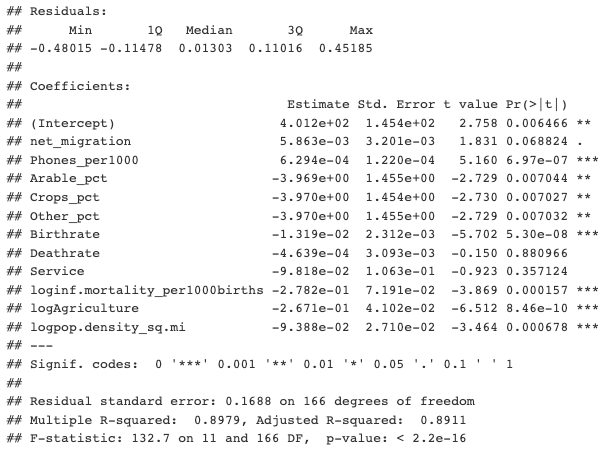 ## Residuals:
##      Min       1Q   Median       3Q      Max
## -0.48015 -0.11478  0.01303  0.11016  0.45185
##
## Coefficients:
##                               Estimate Std. Error t value Pr(>|t|)
## (Intercept)                  4.012e+02  1.454e+02   2.758 0.006466 **
## net_migration                5.863e-03  3.201e-03   1.831 0.068824 .
## Phones_per1000               6.294e-04  1.220e-04   5.160 6.97e-07 ***
## Arable_pct                  -3.969e+00  1.455e+00  -2.729 0.007044 **
## Crops_pct                   -3.970e+00  1.454e+00  -2.730 0.007027 **
## Other_pct                   -3.970e+00  1.455e+00  -2.729 0.007032 **
## Birthrate                   -1.319e-02  2.312e-03  -5.702 5.30e-08 ***
## Deathrate                   -4.639e-04  3.093e-03  -0.150 0.880966
## Service                     -9.818e-02  1.063e-01  -0.923 0.357124
## loginf.mortality_per1000births -2.782e-01  7.191e-02  -3.869 0.000157 ***
## logAgriculture              -2.671e-01  4.102e-02  -6.512 8.46e-10 ***
## logpop.density_sq.mi        -9.388e-02  2.710e-02  -3.464 0.000678 ***
## ---
## Signif. codes:  0 '***' 0.001 '**' 0.01 '*' 0.05 '.' 0.1 ' ' 1
##
## Residual standard error: 0.1688 on 166 degrees of freedom
## Multiple R-squared:  0.8979, Adjusted R-squared:  0.8911
## F-statistic: 132.7 on 11 and 166 DF,  p-value: < 2.2e-16